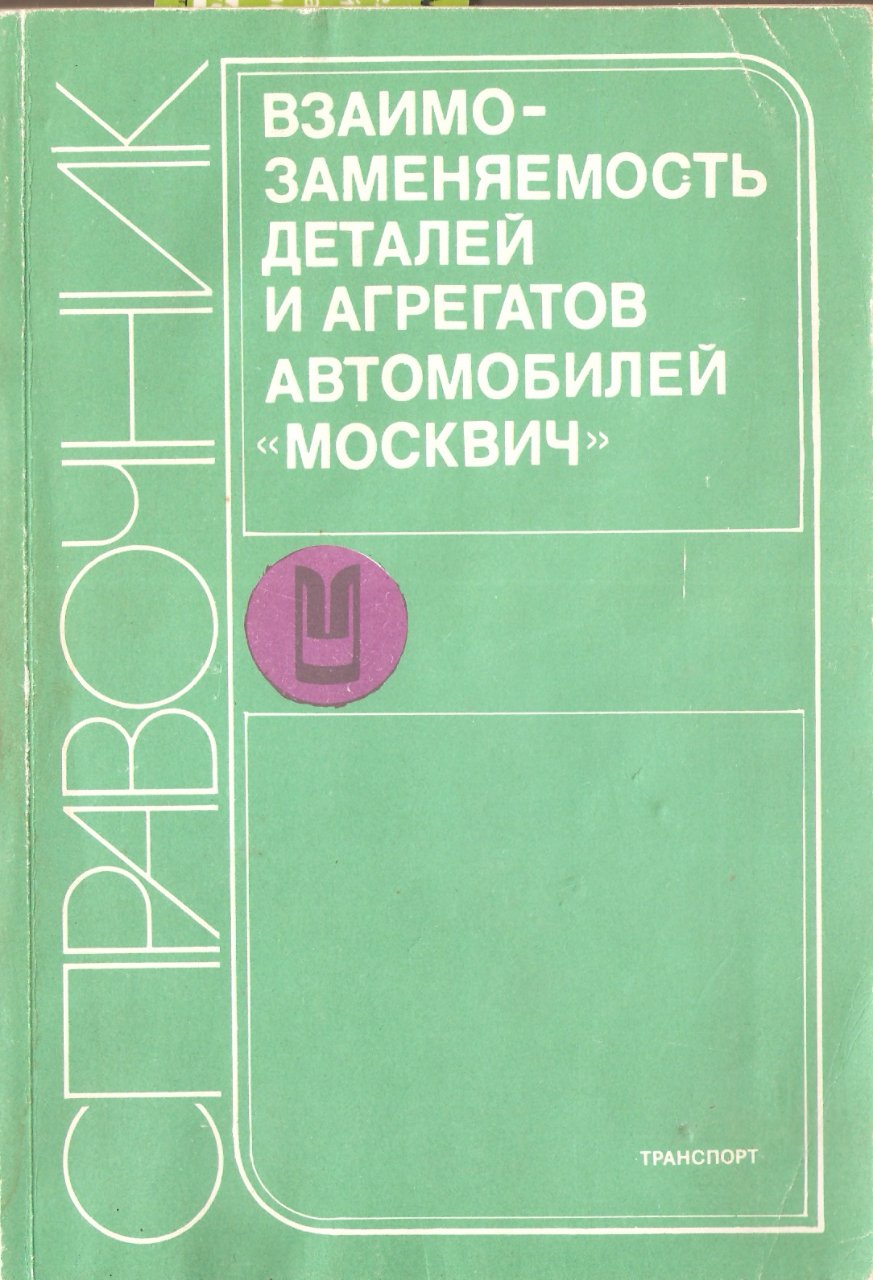 СПРАВОЧНИК
ВЗАИМО-
ЗАМЕНЯЕМОСТЬ
ДЕТАЛЕЙ
И АГРЕГАТОВ
АВТОМОБИЛЕЙ
«МОСКВИЧ»
ТРАНСПОРТ